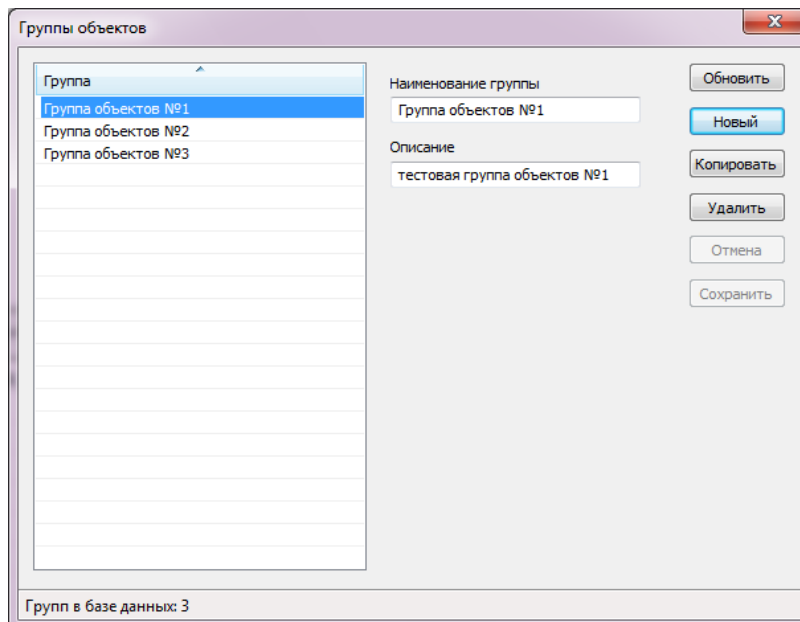 Группы объектов
Группа
Группа объектов №1
Группа объектов №2
Группа объектов №3
Наименование группы
Группа объектов №1
Описание
тестовая группа объектов №1
Обновить
Новый
Копировать
Удалить
Отмена
Сохранить
Групп в базе данных: 3